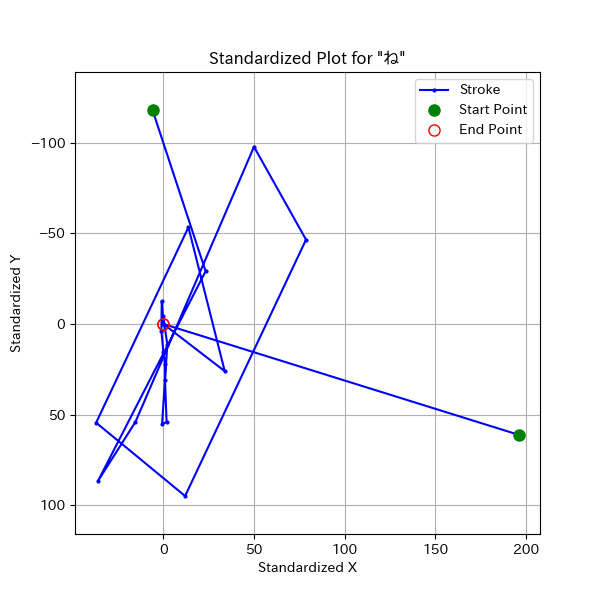 Standardized Plot for "ね"
Stroke
Start Point
End Point
Standardized Y
−100
−50
0
50
100
0 50 100 150 200
Standardized X